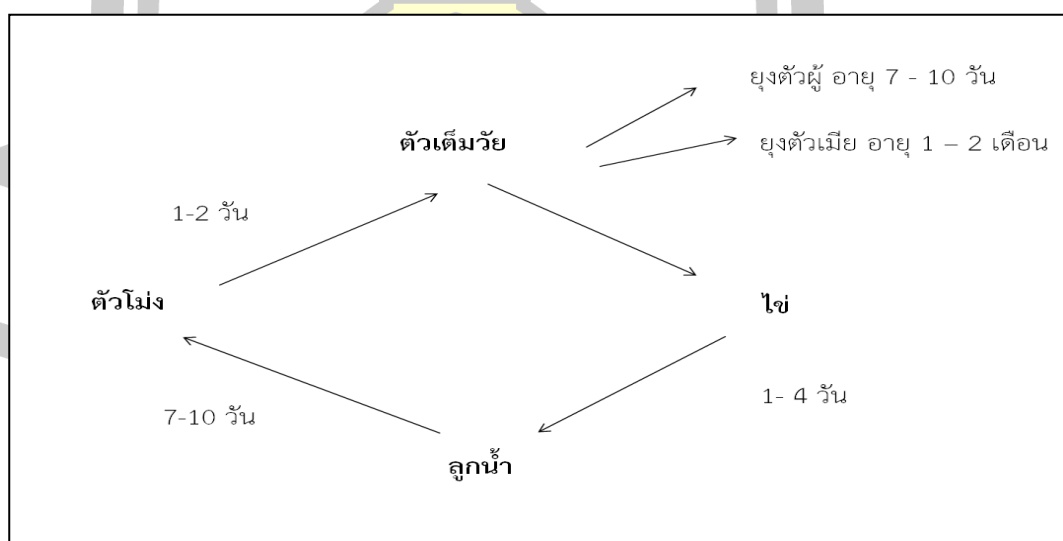 ยุงตัวผู้ อายุ 7 - 10 วัน
ตัวเต็มวัย
ยุงตัวเมีย อายุ 1 – 2 เดือน
1-2 วัน
ตัวโม่ง
ไข่
1- 4 วัน
7-10 วัน
ลูกน้ำ